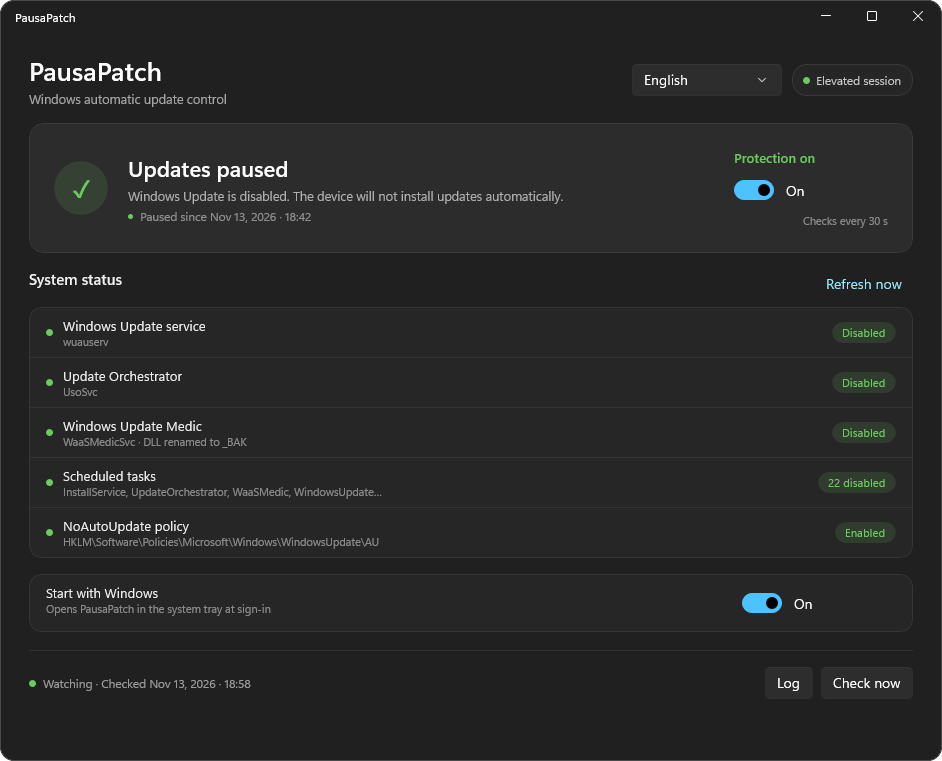 PausaPatch
PausaPatch
Windows automatic update control
English
Elevated session
Updates paused
Windows Update is disabled. The device will not install updates automatically.
Paused since Nov 13, 2026 · 18:42
Protection on
On
Checks every 30 s
System status
Refresh now
Windows Update service
wuauserv
Disabled
Update Orchestrator
UsoSvc
Disabled
Windows Update Medic
WaaSMedicSvc · DLL renamed to _BAK
Disabled
Scheduled tasks
InstallService, UpdateOrchestrator, WaaSMedic, WindowsUpdate...
22 disabled
NoAutoUpdate policy
HKLM\Software\Policies\Microsoft\Windows\WindowsUpdate\AU
Enabled
Start with Windows
Opens PausaPatch in the system tray at sign-in
On
Watching · Checked Nov 13, 2026 · 18:58
Log
Check now